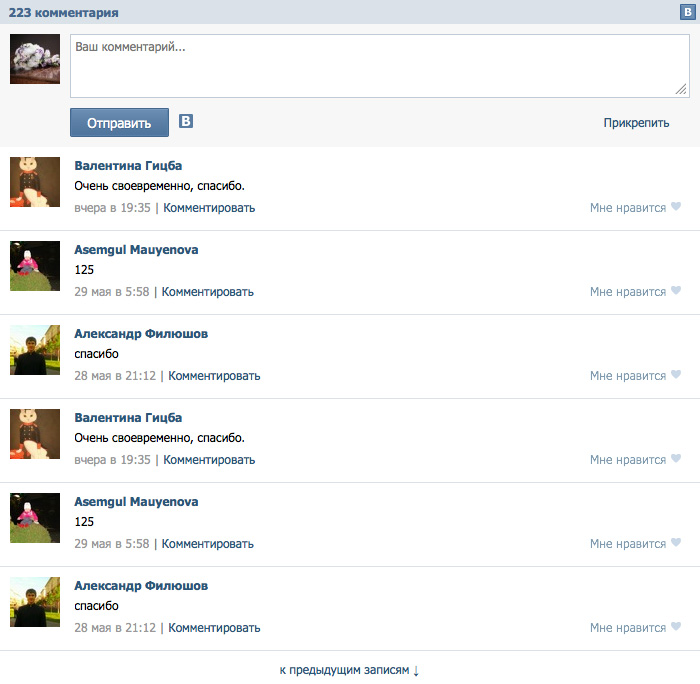 223 комментария
B
Ваш комментарий...
Отправить
B
Прикрепить
Валентина Гицба
Очень своевременно, спасибо.
вчера в 19:35 | Комментировать
Мне нравится
Asemgul Mauyenova
125
29 мая в 5:58 | Комментировать
Мне нравится
Александр Филюшов
спасибо
28 мая в 21:12 | Комментировать
Мне нравится
Валентина Гицба
Очень своевременно, спасибо.
вчера в 19:35 | Комментировать
Мне нравится
Asemgul Mauyenova
125
29 мая в 5:58 | Комментировать
Мне нравится
Александр Филюшов
спасибо
28 мая в 21:12 | Комментировать
Мне нравится
к предыдущим записям ↓